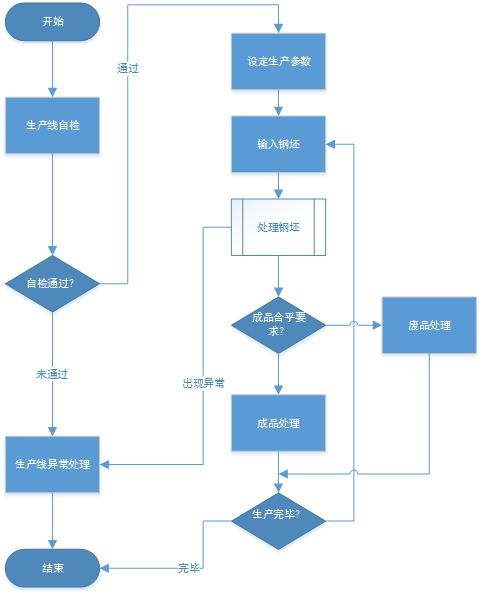 开始
通过
设定生产参数
生产线自检
输入钢坯
处理钢坯
自检通过?
成品合乎要
求?
废品处理
未通过
出现异常
成品处理
生产线异常处理
生产完毕?
结束
完毕